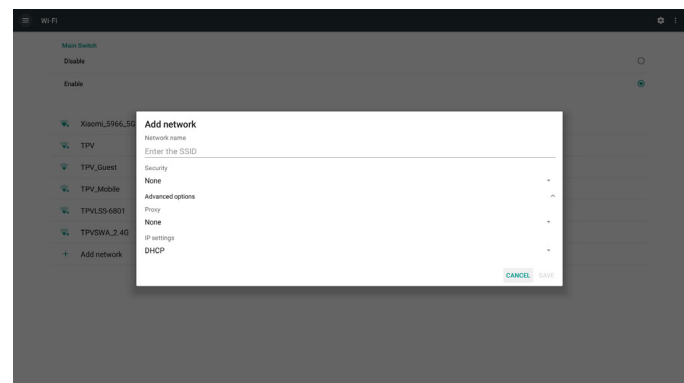 Wi-Fi
Main Switch
Disable
Enable
Xiaomi_5966_5G
TPV
TPV_Guest
TPV_Mobile
TPVLSS-6801
TPVSWA_2.4G
Add network
Add network
Network name
Enter the SSID
Security
None
Advanced options
Proxy
None
IP settings
DHCP
CANCEL SAVE